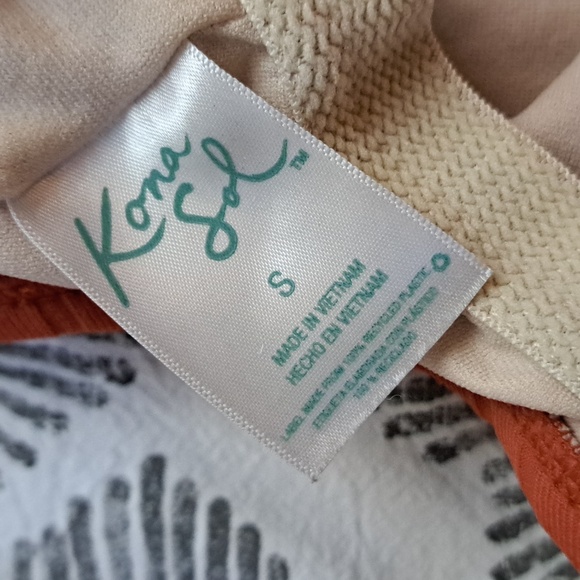 Kona
Sol™
S
MADE IN VIETNAM
HECHO EN VIETNAM
LABEL MADE FROM 100% RECYCLED PLASTIC
ETIQUETA ELABORADA CON PLÁSTICO
100 % RECICLADO